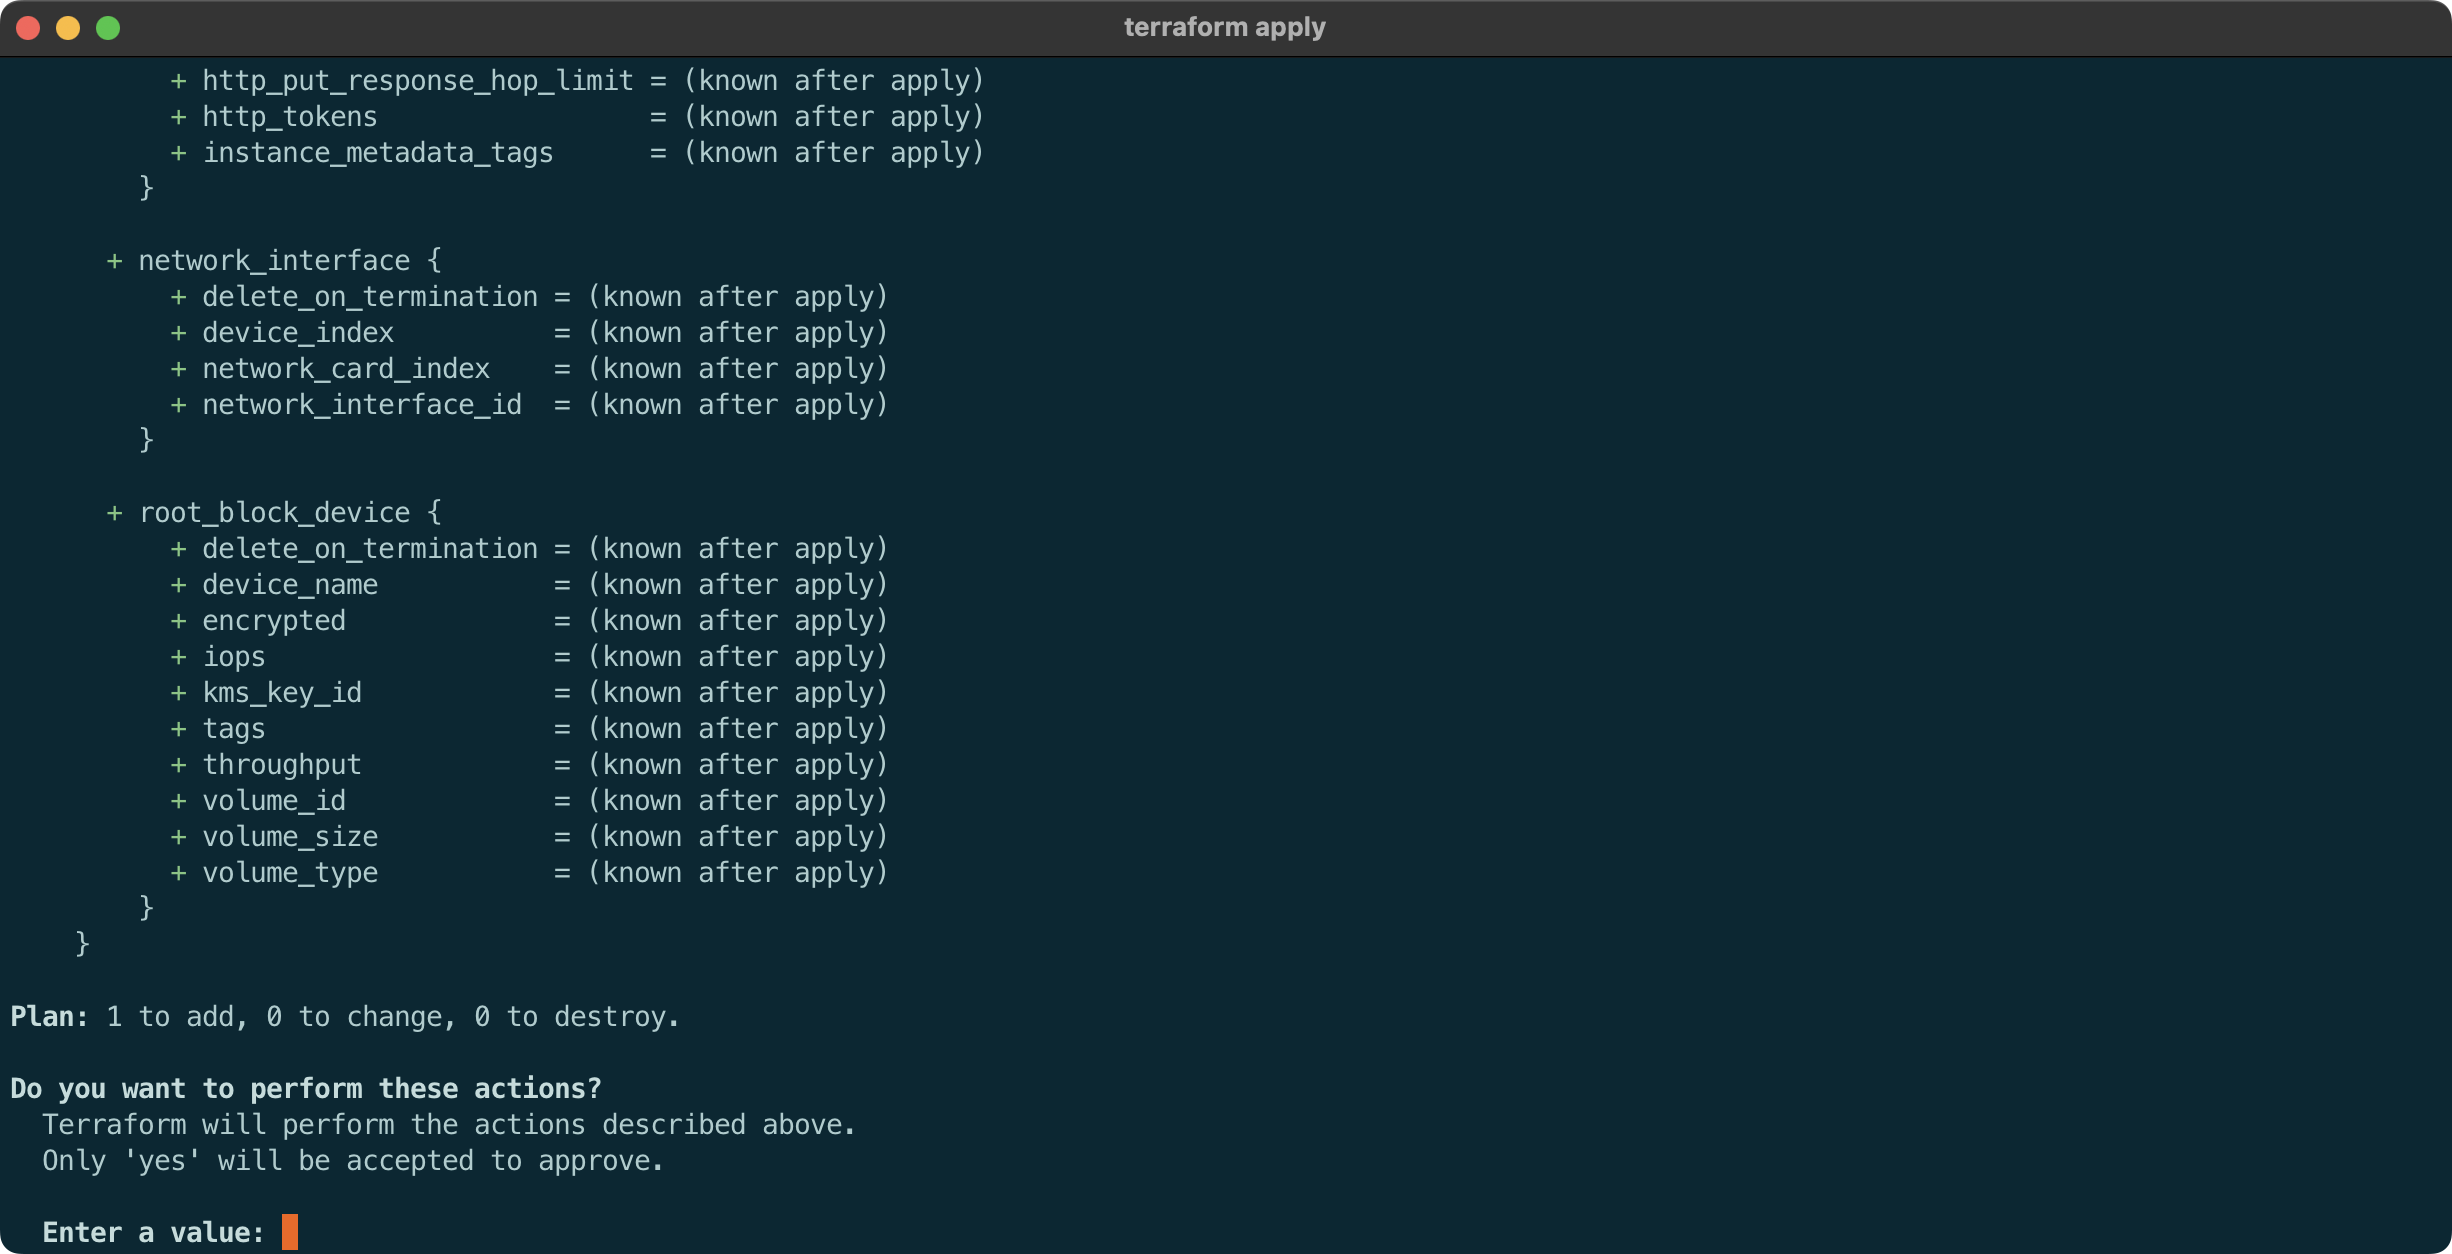 terraform apply
+ http_put_response_hop_limit = (known after apply)
+ http_tokens = (known after apply)
+ instance_metadata_tags = (known after apply)
}
+ network_interface {
+ delete_on_termination = (known after apply)
+ device_index = (known after apply)
+ network_card_index = (known after apply)
+ network_interface_id = (known after apply)
}
+ root_block_device {
+ delete_on_termination = (known after apply)
+ device_name = (known after apply)
+ encrypted = (known after apply)
+ iops = (known after apply)
+ kms_key_id = (known after apply)
+ tags = (known after apply)
+ throughput = (known after apply)
+ volume_id = (known after apply)
+ volume_size = (known after apply)
+ volume_type = (known after apply)
}
}
Plan: 1 to add, 0 to change, 0 to destroy.
Do you want to perform these actions?
Terraform will perform the actions described above.
Only 'yes' will be accepted to approve.
Enter a value: